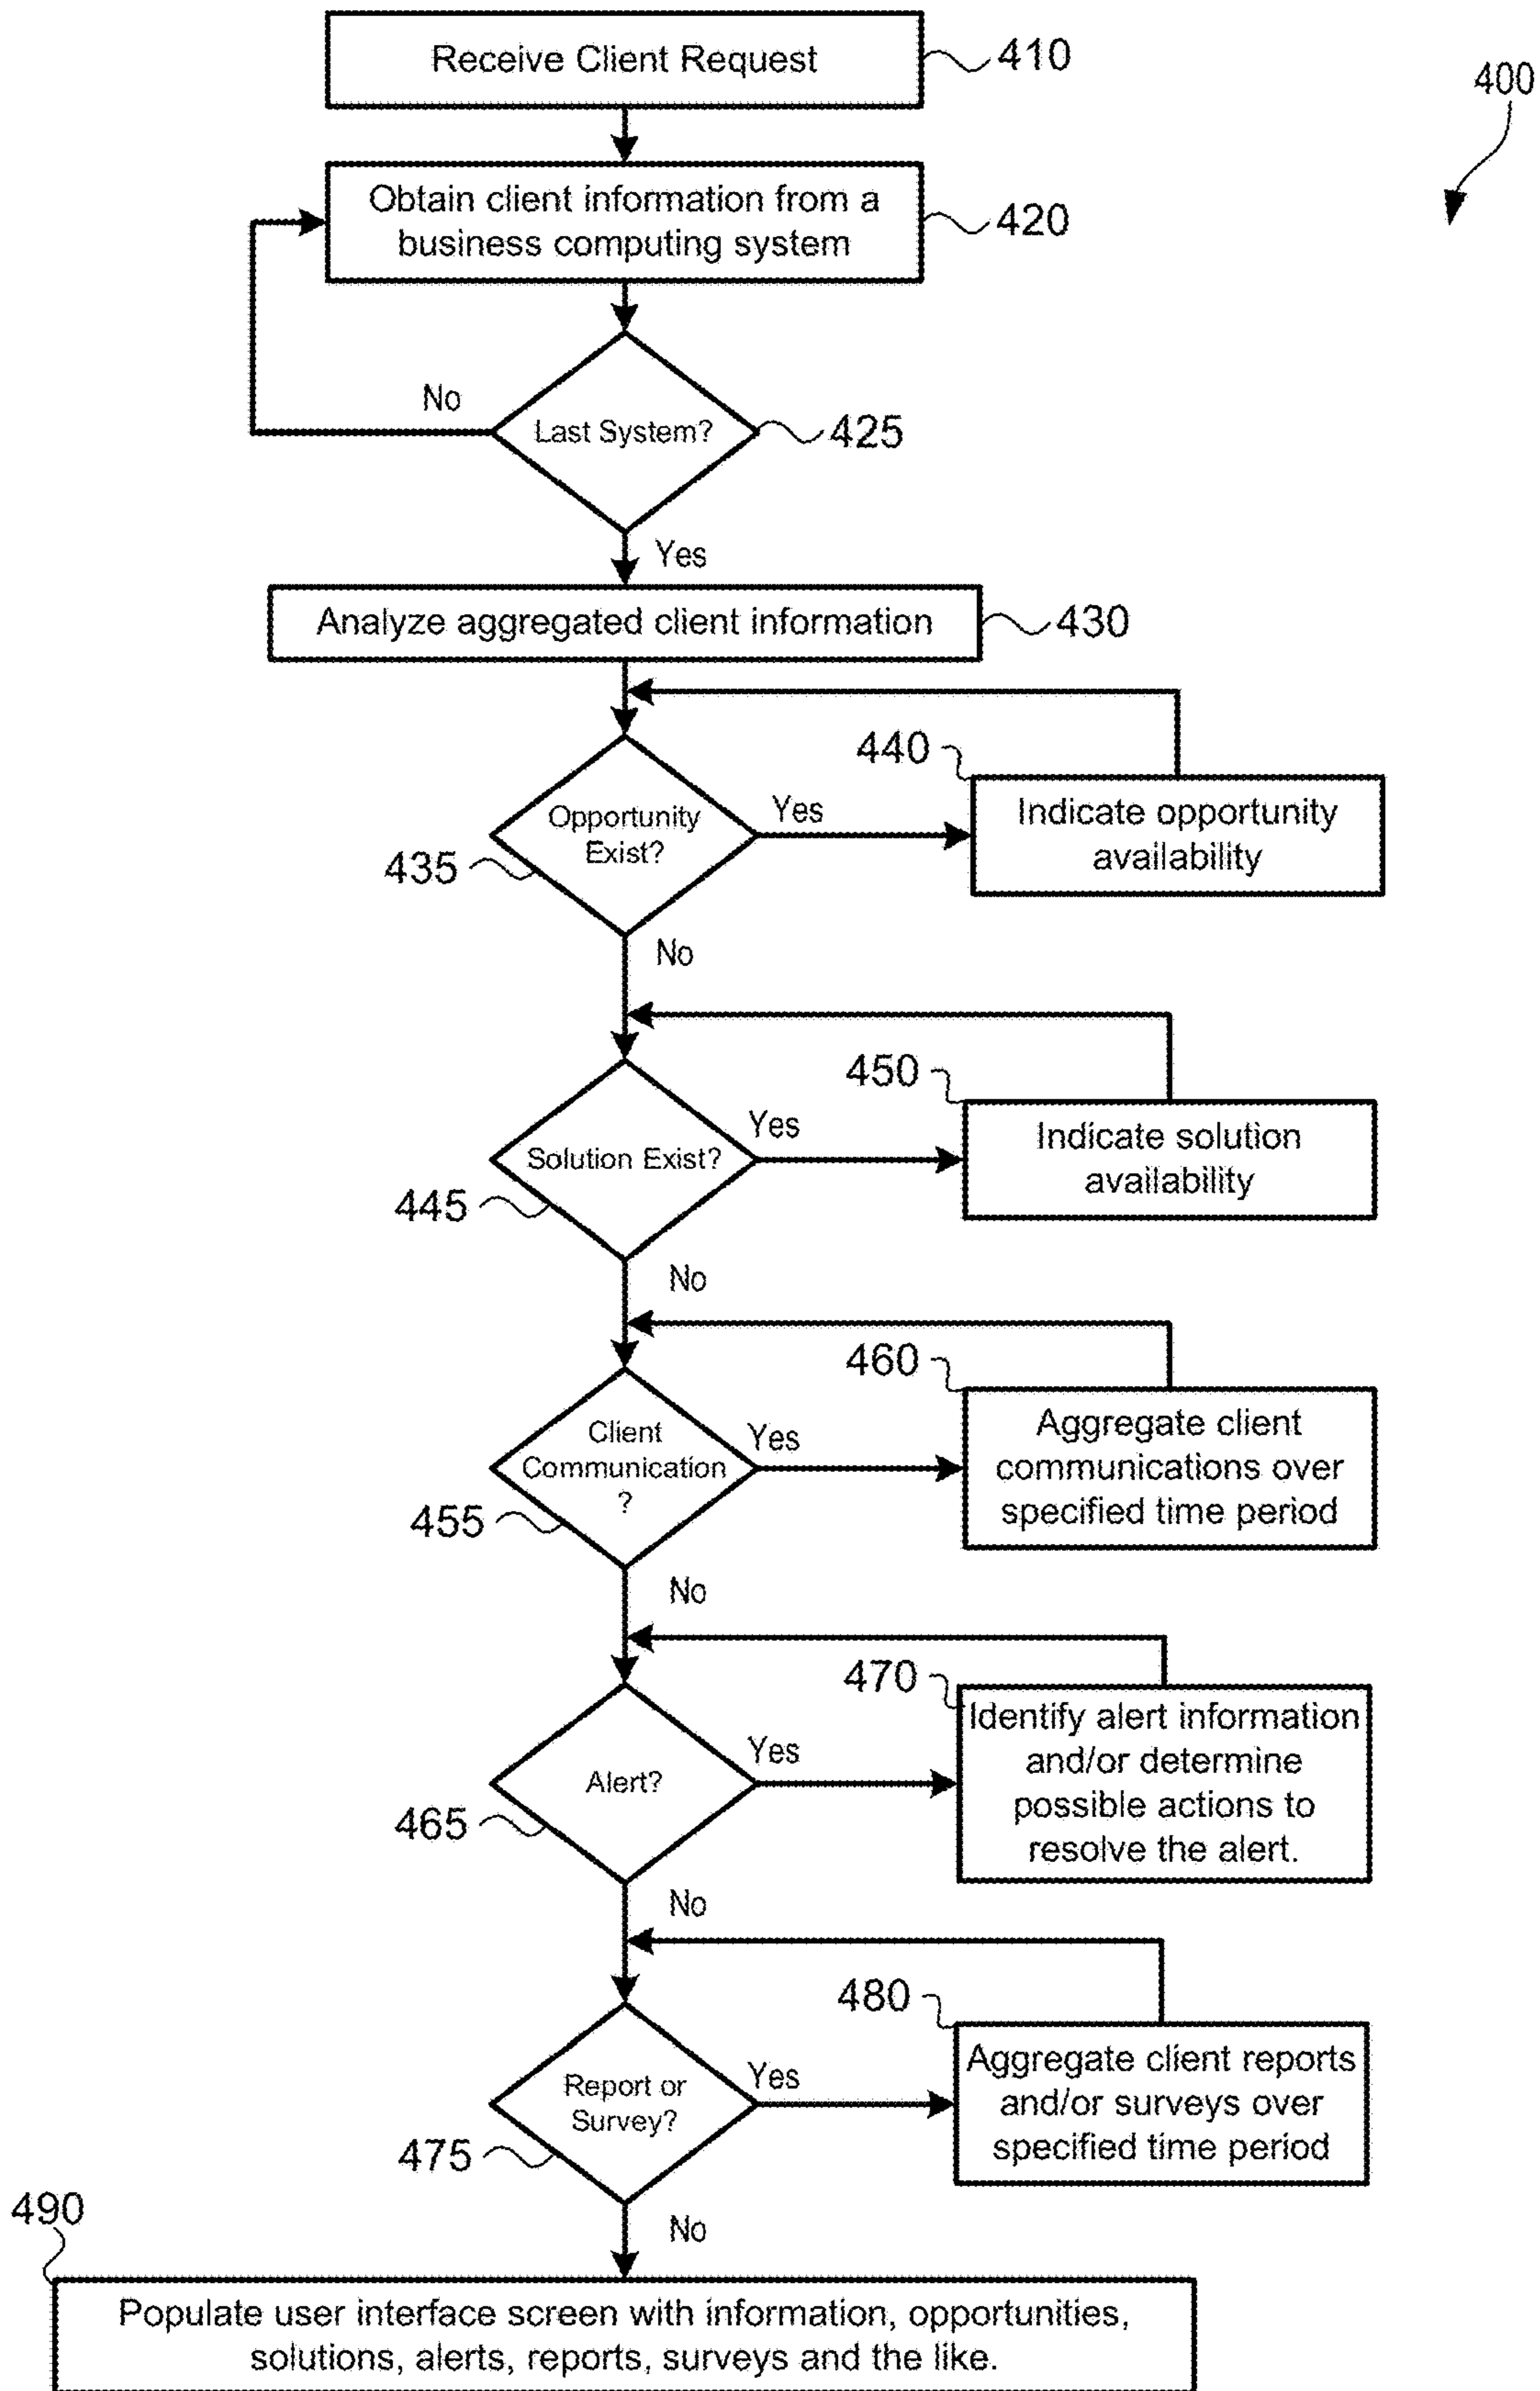 Receive Client Request
410
400
Obtain client information from a
business computing system
420
No
Last System?
425
Yes
Analyze aggregated client information
430
440
Opportunity
Exist?
Yes
Indicate opportunity
availability
435
No
450
Solution Exist?
Yes
Indicate solution
availability
445
No
460
Client
Communication
?
Yes
Aggregate client
communications over
specified time period
455
No
470
Alert?
Yes
Identify alert information
and/or determine
possible actions to
resolve the alert.
465
No
480
Report or
Survey?
Yes
Aggregate client reports
and/or surveys over
specified time period
475
No
490
Populate user interface screen with information, opportunities,
solutions, alerts, reports, surveys and the like.